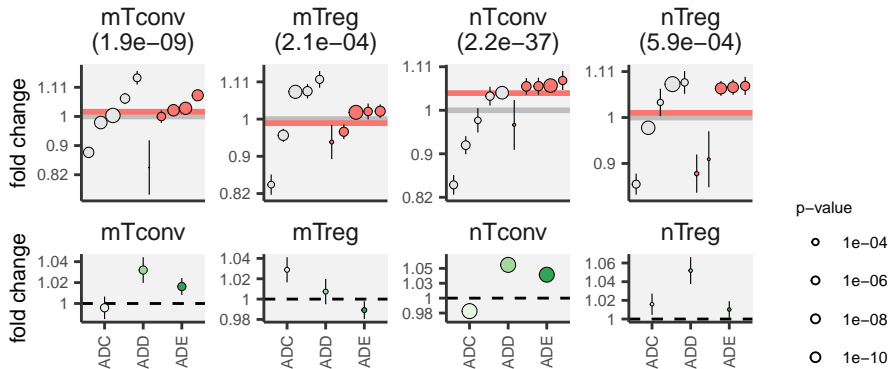 mTconv
(1.9e−09)
mTreg
(2.1e−04)
nTconv
(2.2e−37)
nTreg
(5.9e−04)
fold change
1.11
1
0.9
0.82
1.11
1
0.9
0.82
1.11
1
0.9
0.82
1.11
1
0.9
mTconv
mTreg
nTconv
nTreg
fold change
1.04
1.02
1
1.04
1.02
1
0.98
1.05
1.03
1
0.98
1.06
1.04
1.02
1
ADC
ADD
ADE
ADC
ADD
ADE
ADC
ADD
ADE
ADC
ADD
ADE
p−value
1e−04
1e−06
1e−08
1e−10